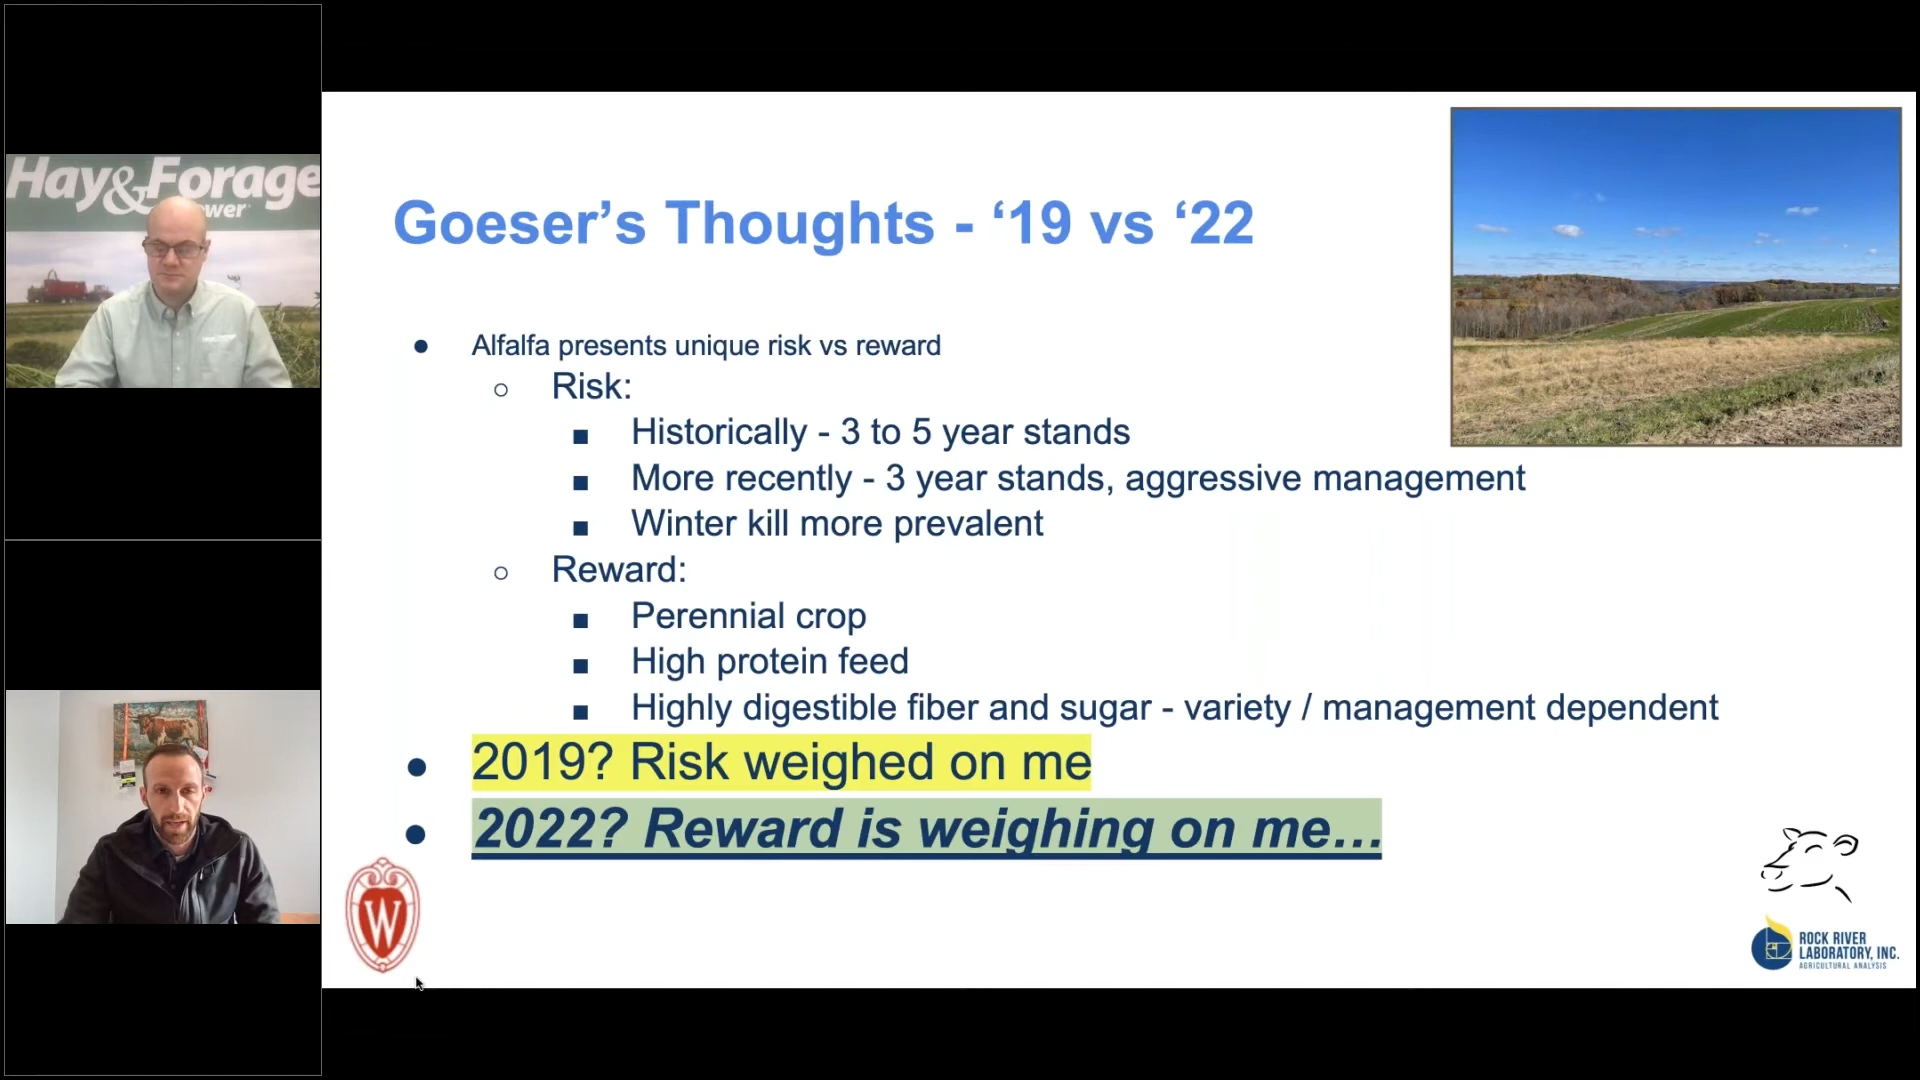 Hay&Forage
Grower
Goeser’s Thoughts - ‘19 vs ‘22
Alfalfa presents unique risk vs reward
Risk:
Historically - 3 to 5 year stands
More recently - 3 year stands, aggressive management
Winter kill more prevalent
Reward:
Perennial crop
High protein feed
Highly digestible fiber and sugar - variety / management dependent
2019? Risk weighed on me
2022? Reward is weighing on me...
W
ROCK RIVER
LABORATORY, INC.
AGRICULTURAL ANALYSIS